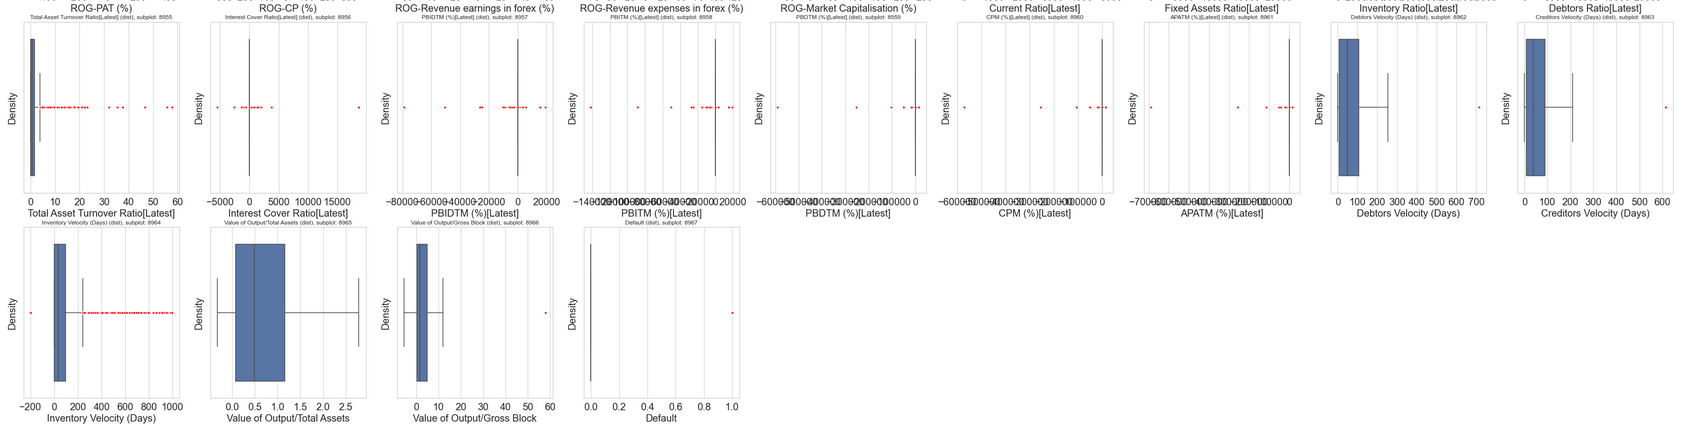 ROG-PAT (%)
ROG-CP (%)
ROG-Revenue earnings in forex (%)
ROG-Revenue expenses in forex (%)
ROG-Market Capitalisation (%)
Current Ratio[Latest]
Fixed Assets Ratio[Latest]
Inventory Ratio[Latest]
Debtors Ratio[Latest]
Total Asset Turnover Ratio[Latest] (dist), subplot: 8955
Interest Cover Ratio[Latest] (dist), subplot: 8956
PBIDTM (%)[Latest] (dist), subplot: 8957
PBITM (%)[Latest] (dist), subplot: 8958
PBDTM (%)[Latest] (dist), subplot: 8959
CPM (%)[Latest] (dist), subplot: 8960
APATM (%)[Latest] (dist), subplot: 8961
Debtors Velocity (Days) (dist), subplot: 8962
Creditors Velocity (Days) (dist), subplot: 8963
Density Density Density Density Density Density Density Density Density
0 10 20 30 40 50 60
−5000 0 5000 10000 15000
−80000 −60000 −40000 −20000 0 20000
0 20000
0
0
0
0 100 200 300 400 500 600 700
0 100 200 300 400 500 600
Total Asset Turnover Ratio[Latest]
Interest Cover Ratio[Latest]
PBIDTM (%)[Latest]
PBITM (%)[Latest]
PBDTM (%)[Latest]
CPM (%)[Latest]
APATM (%)[Latest]
Debtors Velocity (Days)
Creditors Velocity (Days)
Inventory Velocity (Days) (dist), subplot: 8964
Value of Output/Total Assets (dist), subplot: 8965
Value of Output/Gross Block (dist), subplot: 8966
Default (dist), subplot: 8967
Density Density Density Density
−200 0 200 400 600 800 1000
0.0 0.5 1.0 1.5 2.0 2.5
0 10 20 30 40 50 60
0.0 0.2 0.4 0.6 0.8 1.0
Inventory Velocity (Days)
Value of Output/Total Assets
Value of Output/Gross Block
Default